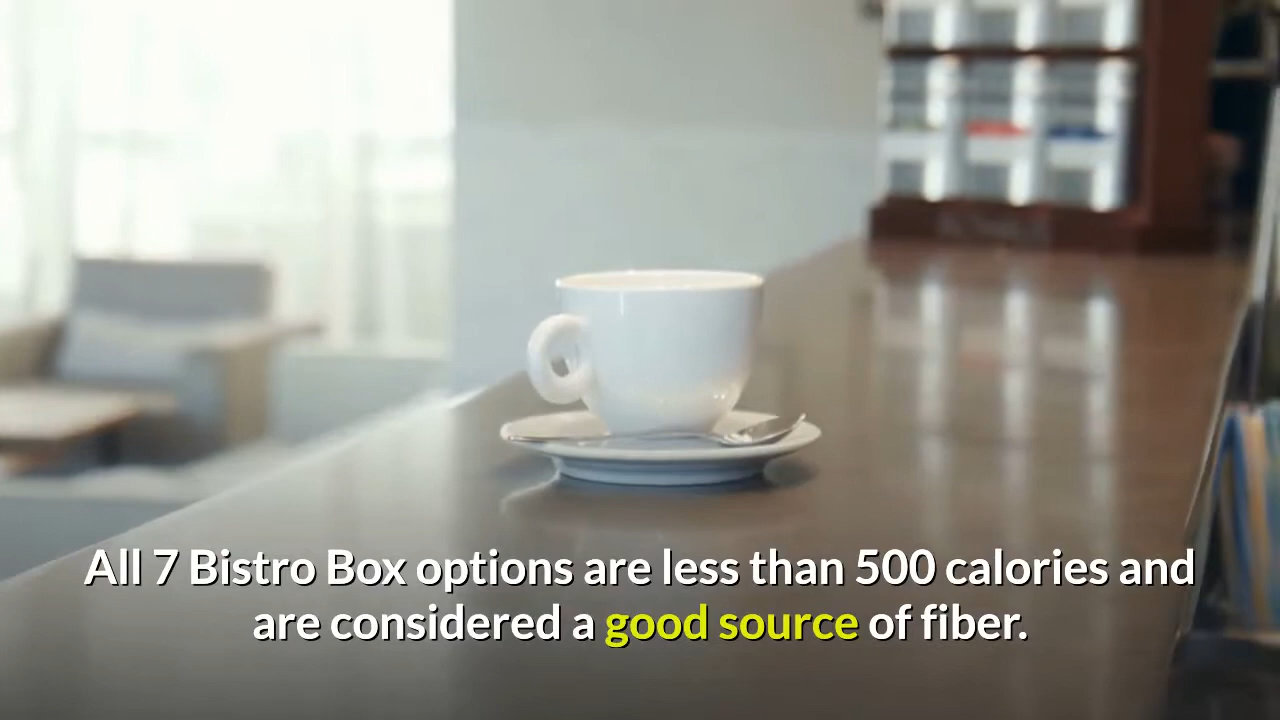 All 7 Bistro Box options are less than 500 calories and
are considered a good source of fiber.